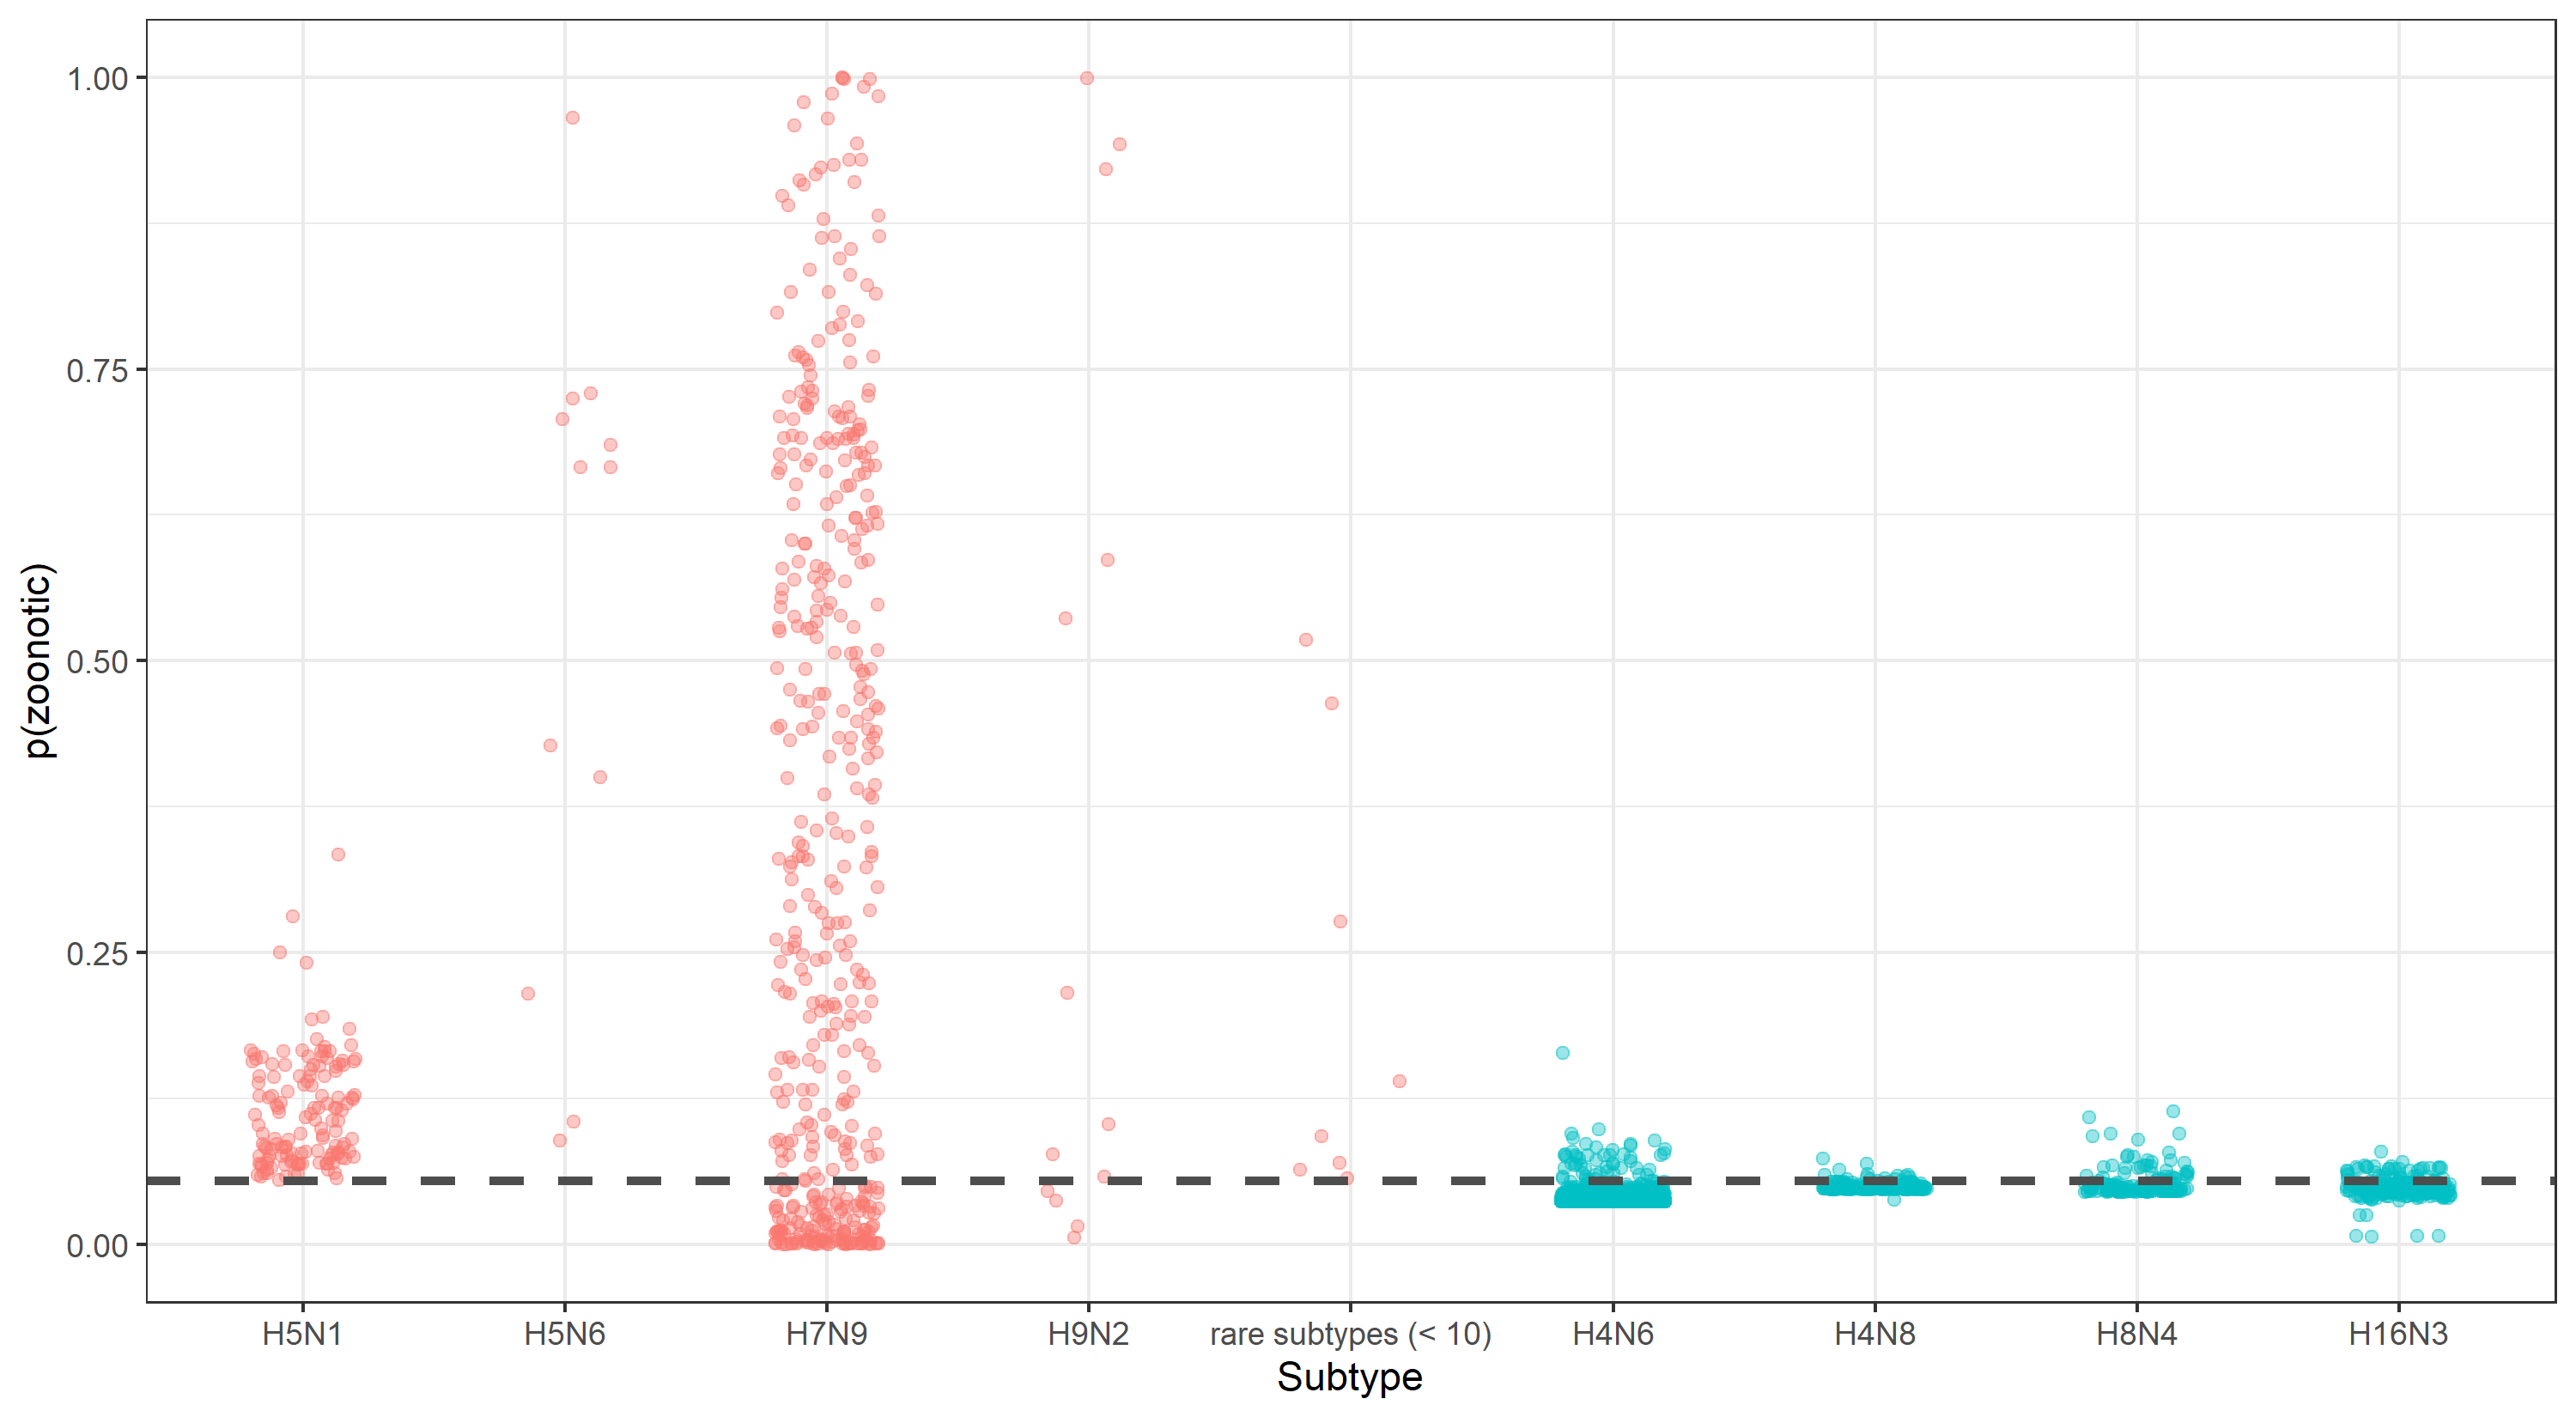 p(zoonotic)
1.00
0.75
0.50
0.25
0.00
H5N1 H5N6 H7N9 H9N2 rare subtypes (< 10) H4N6 H4N8 H8N4 H16N3
Subtype